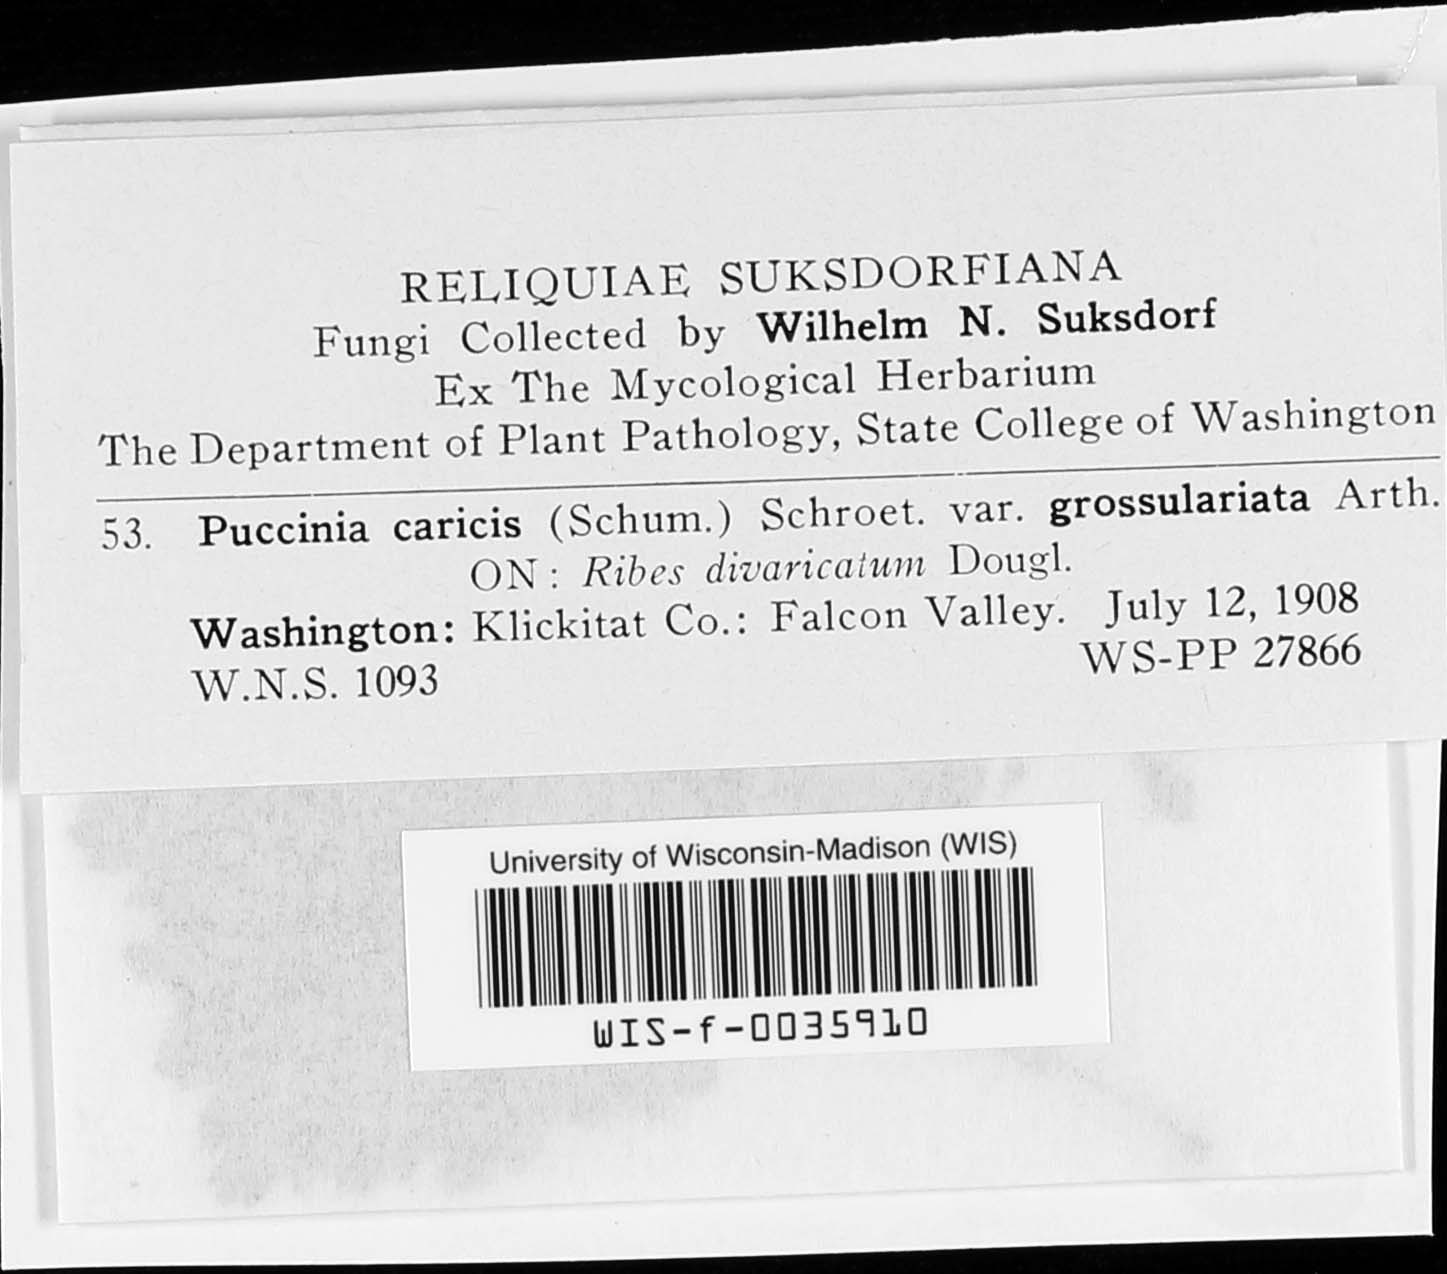 RELIQUIAE SUKSDORFIANA
Fungi Collected by Wilhelm N. Suksdorf
Ex The Mycological Herbarium
The Department of Plant Pathology, State College of Washington
53. Puccinia caricis (Schum.) Schroet. var. grossulariata Arth.
ON: Ribes divaricatum Dougl.
Washington: Klickitat Co.: Falcon Valley. July 12, 1908
W.N.S. 1093 WS-PP 27866
University of Wisconsin-Madison (WIS)
WIS-f-0035910